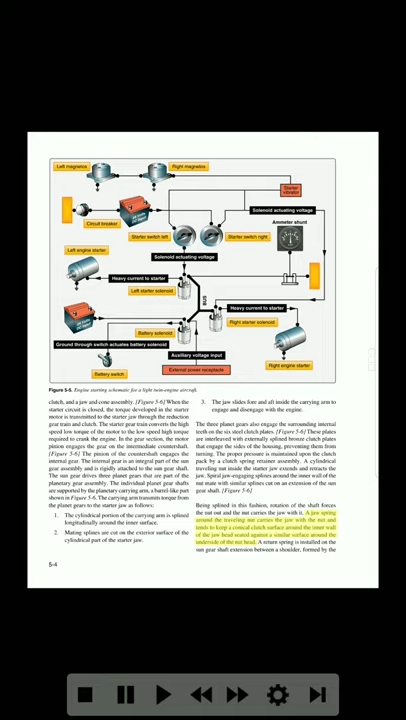 Left magnetos
Right magnetos
Starter
vibrator
Solenoid actuating voltage
Circuit breaker
Ammeter shunt
Starter switch left
Starter switch right
Left engine starter
Solenoid actuating voltage
Heavy current to starter
Left starter solenoid
BUS
Heavy current to starter
Battery solenoid
Right starter solenoid
Ground through switch actuates battery solenoid
Auxiliary voltage input
Battery switch
External power receptacle
Right engine starter
Figure 5-5. Engine starting schematic for a light twin-engine aircraft.
clutch, and a jaw and cone assembly. [Figure 5-6] When the
starter circuit is closed, the torque developed in the starter
motor is transmitted to the starter jaw through the reduction
gear train and clutch. The starter gear train converts the high
speed low torque of the motor to the low speed high torque
required to crank the engine. In the gear section, the motor
pinion engages the gear on the intermediate countershaft.
[Figure 5-6] The pinion of the countershaft engages the
internal gear. The internal gear is an integral part of the sun
gear assembly and is rigidly attached to the sun gear shaft.
The sun gear drives three planet gears that are part of the
planetary gear assembly. The individual planet gear shafts
are supported by the planetary carrying arm, a barrel-like part
shown in Figure 5-6. The carrying arm transmits torque from
the planet gears to the starter jaw as follows:
1. The cylindrical portion of the carrying arm is splined
longitudinally around the inner surface.
2. Mating splines are cut on the exterior surface of the
cylindrical part of the starter jaw.
3. The jaw slides fore and aft inside the carrying arm to
engage and disengage with the engine.
The three planet gears also engage the surrounding internal
teeth on the six steel clutch plates. [Figure 5-6] These plates
are interleaved with externally splined bronze clutch plates
that engage the sides of the housing, preventing them from
turning. The proper pressure is maintained upon the clutch
pack by a clutch spring retainer assembly. A cylindrical
traveling nut inside the starter jaw extends and retracts the
jaw. Spiral jaw-engaging splines around the inner wall of the
nut mate with similar splines cut on an extension of the sun
gear shaft. [Figure 5-6]
Being splined in this fashion, rotation of the shaft forces
the nut out and the nut carries the jaw with it. A jaw spring
around the traveling nut carries the jaw with the nut and
tends to keep a conical clutch surface around the inner wall
of the jaw head seated against a similar surface around the
underside of the nut head. A return spring is installed on the
sun gear shaft extension between a shoulder, formed by the
5-4